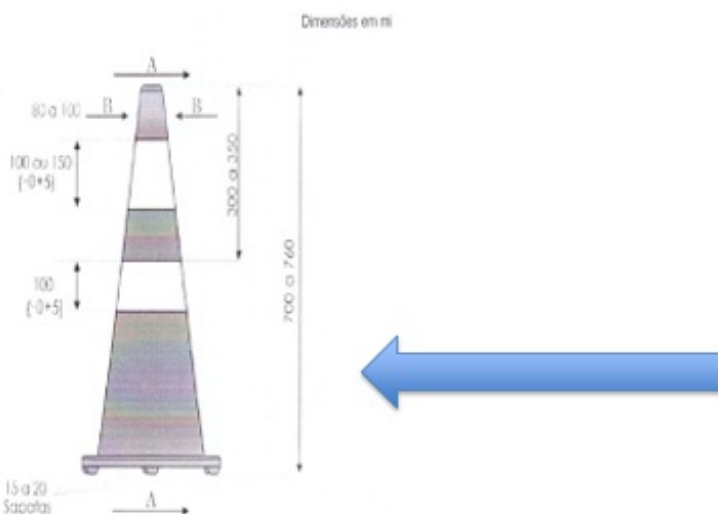 Dimensões em mi
A
B B
80 a 100
100 ou 150
(-0+5)
300 a 350
700 a 760
100
(-0+5)
15 a 20
Sapatas
A